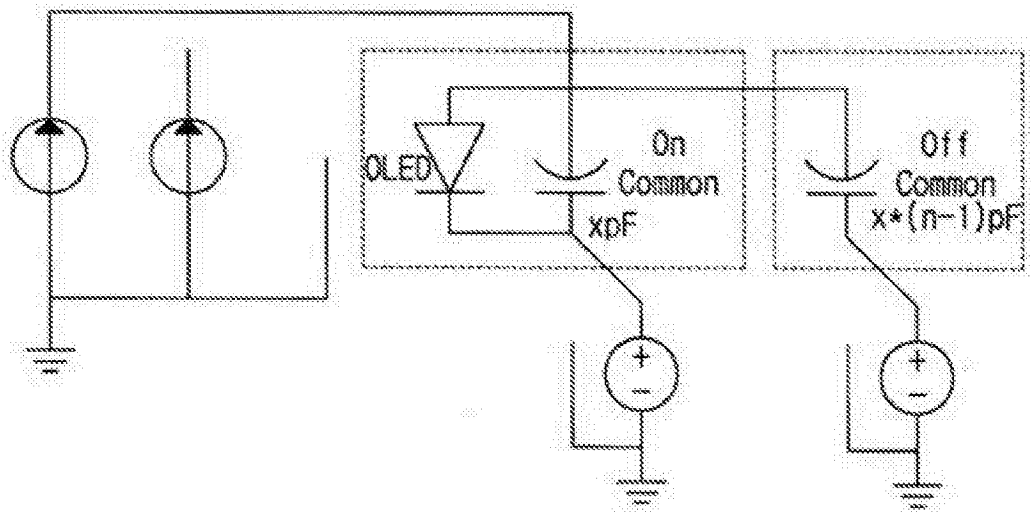 OLED
On
Common
xpF
Off
Common
x*(n-1)pF
+
-
+
-